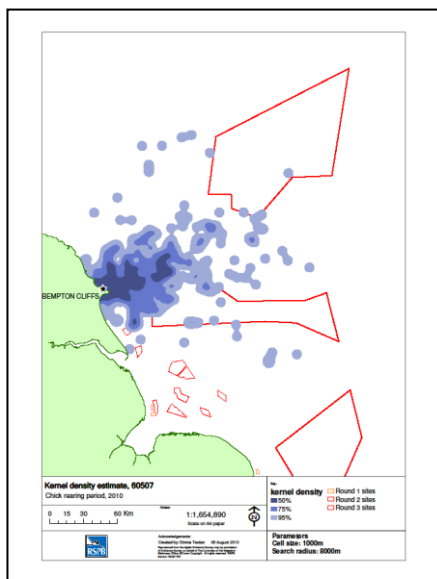 BEMPTON CLIFFS
Kernel density estimate, 60507
Chick rearing period, 2010
0 15 30 60 Km
1:1,654,890
Scale on A4 paper
N
RSPB
Acknowledgements
kernel density
50%
75%
95%
Round 1 sites
Round 2 sites
Round 3 sites
Parameters
Cell size: 1000m
Search radius: 8000m